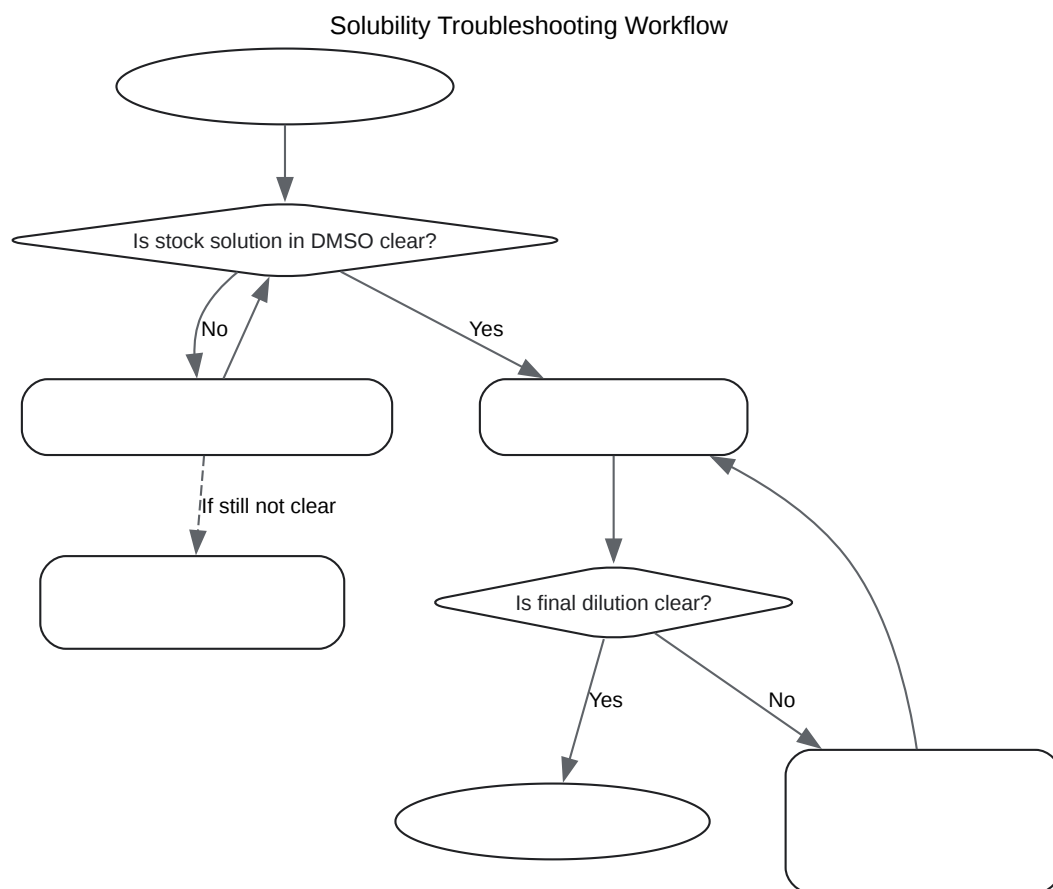 Solubility Troubleshooting Workflow
Is stock solution in DMSO clear?
No
Yes
If still not clear
Is final dilution clear?
Yes
No